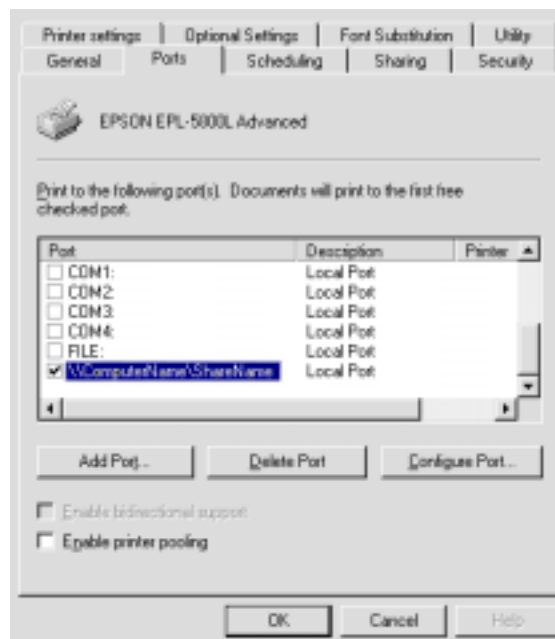 Printer settings Optional Settings Font Substitution Utility
General Ports Scheduling Sharing Security
EPSON EPL-5800L Advanced
Print to the following port(s). Documents will print to the first free
checked port.
Port Description Printer
COM1: Local Port
COM2: Local Port
COM3: Local Port
COM4: Local Port
FILE: Local Port
\\ComputerName\ShareName Local Port
Add Port... Delete Port Configure Port...
Enable bidirectional support
Enable printer pooling
OK Cancel Help